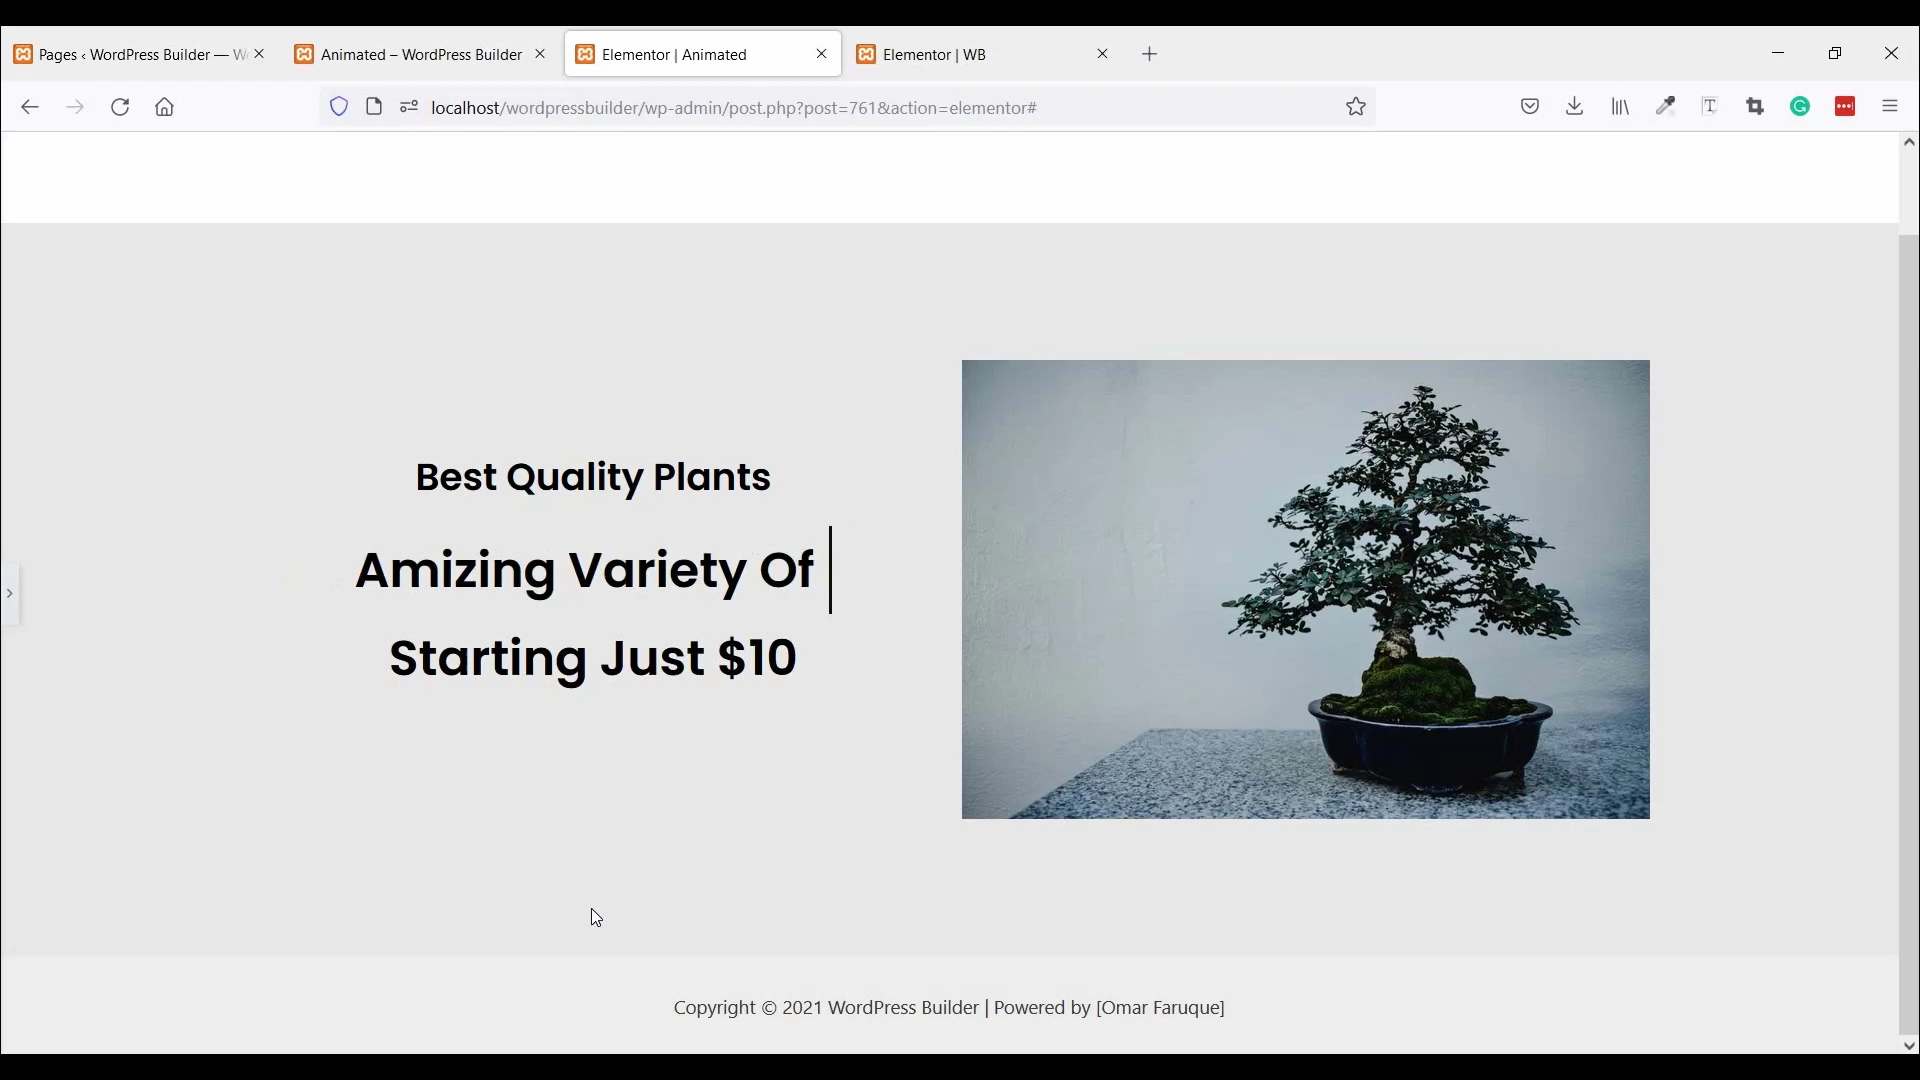 Pages ‹ WordPress Builder — W
Animated – WordPress Builder
Elementor | Animated
Elementor | WB
localhost/wordpressbuilder/wp-admin/post.php?post=761&action=elementor#
Best Quality Plants
Amizing Variety Of
Starting Just $10
Copyright © 2021 WordPress Builder | Powered by [Omar Faruque]